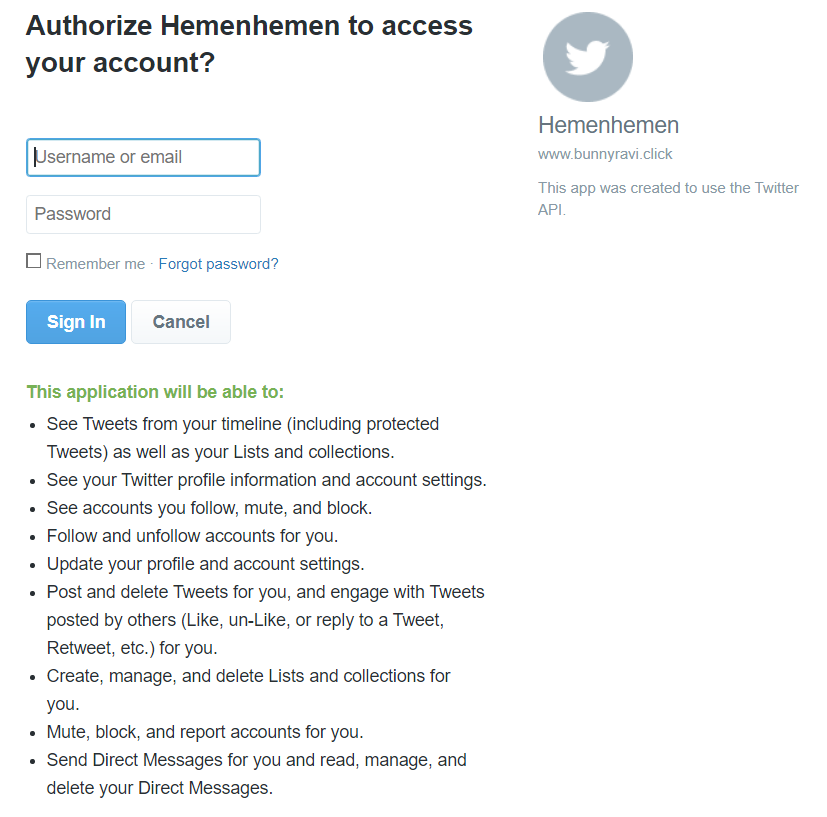 Authorize Hemenhemen to access
your account?
Username or email
Password
Remember me · Forgot password?
Sign In
Cancel
This application will be able to:
• See Tweets from your timeline (including protected
Tweets) as well as your Lists and collections.
• See your Twitter profile information and account settings.
• See accounts you follow, mute, and block.
• Follow and unfollow accounts for you.
• Update your profile and account settings.
• Post and delete Tweets for you, and engage with Tweets
posted by others (Like, un-Like, or reply to a Tweet,
Retweet, etc.) for you.
• Create, manage, and delete Lists and collections for
you.
• Mute, block, and report accounts for you.
• Send Direct Messages for you and read, manage, and
delete your Direct Messages.
Hemenhemen
www.bunnyravi.click
This app was created to use the Twitter
API.